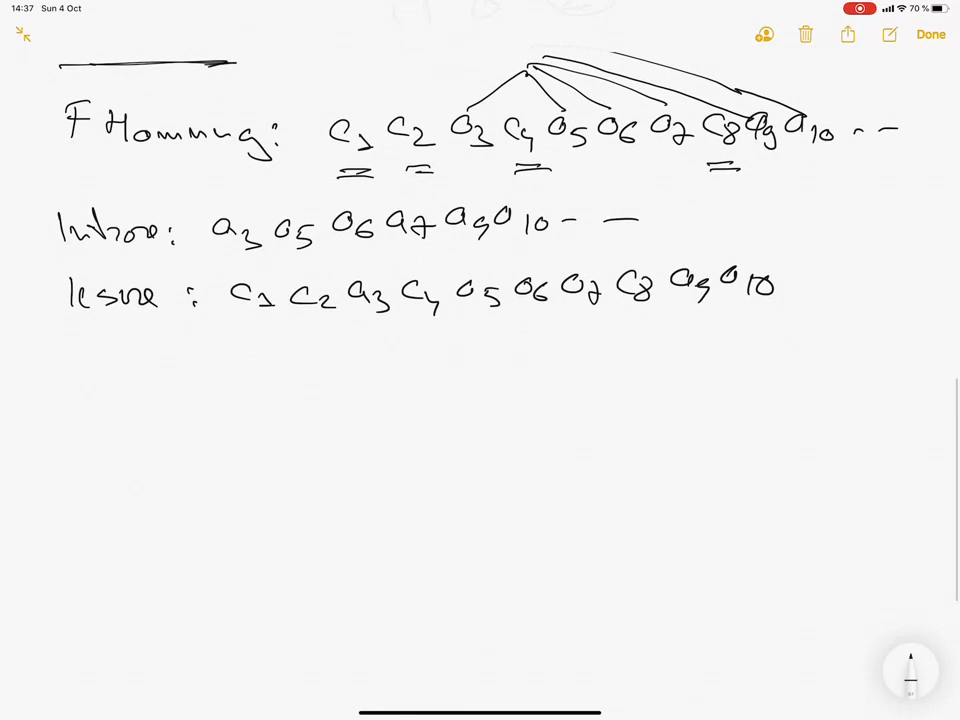 14:37 Sun 4 Oct 70 %
Done
F Hamming: c1 c2 a3 c4 a5 a6 a7 c8 a9 a10 - -
Intrare: a3 a5 a6 a7 a9 a10 - —
Iesire : c1 c2 a3 c4 a5 a6 a7 c8 a9 a10